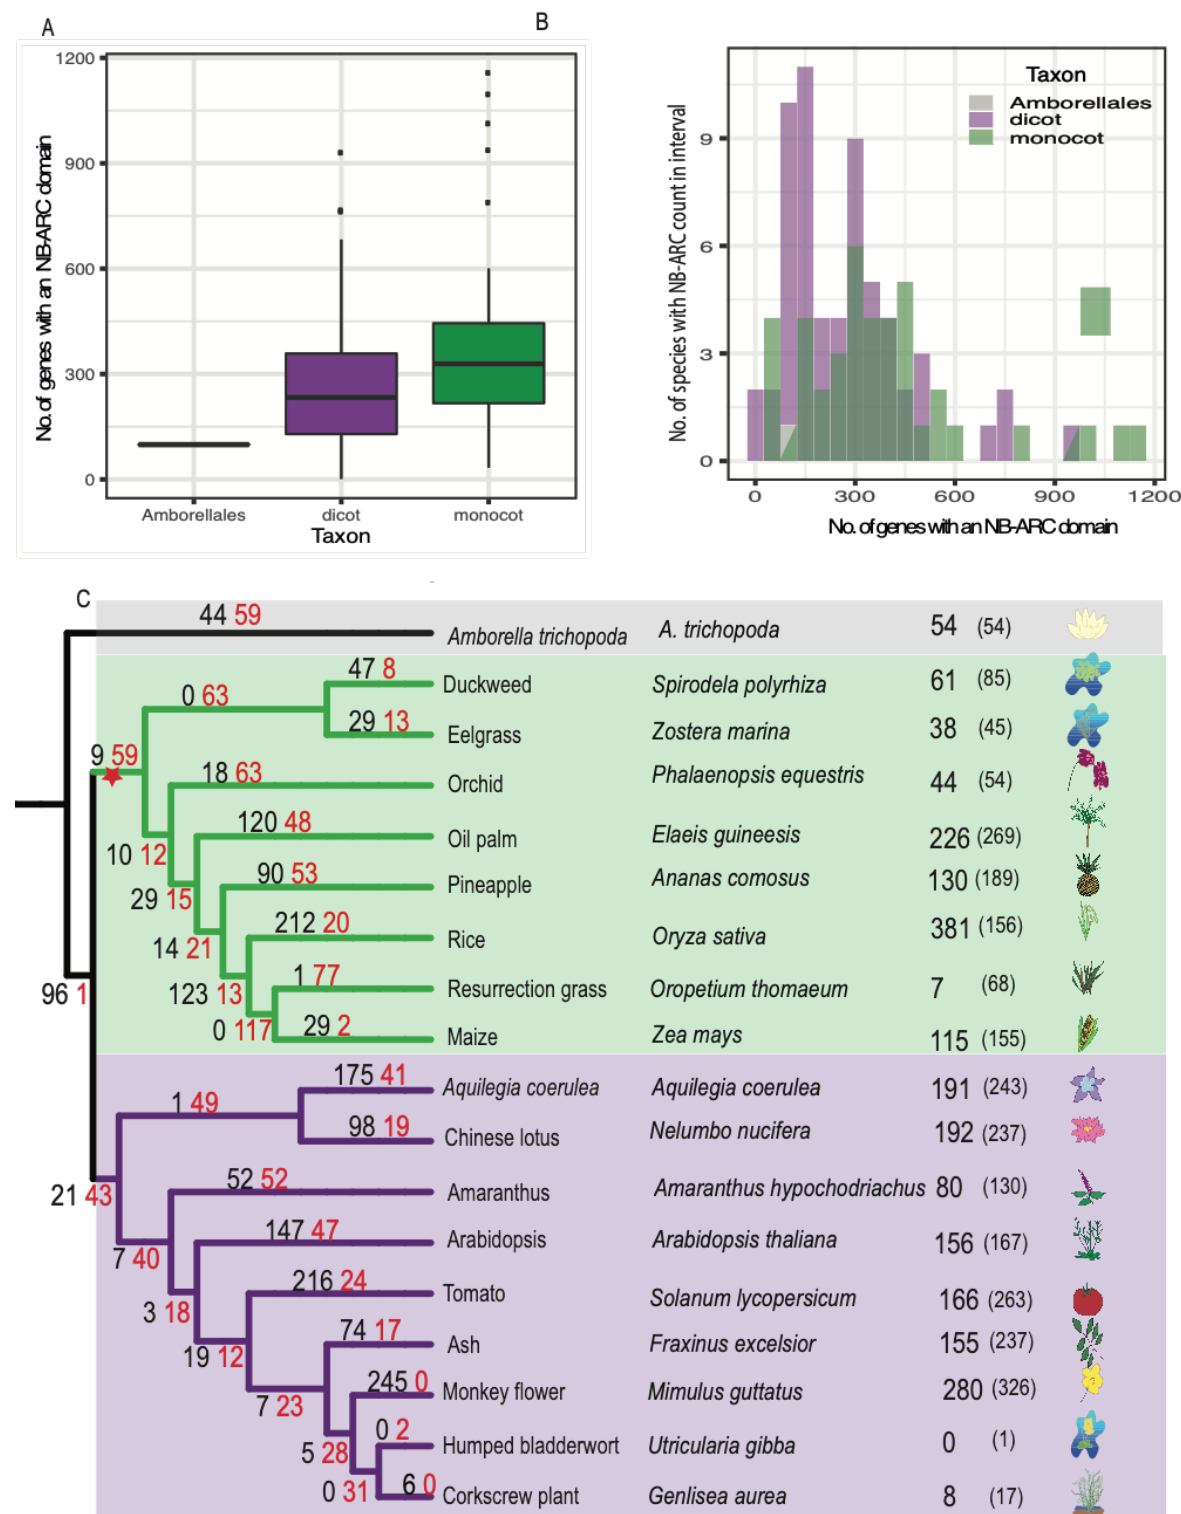 A
B
1200
900
600
300
0
No. of genes with an NB-ARC domain
Amborellales
dicot
monocot
Taxon
9
6
3
0
No. of species with NB-ARC count in interval
Taxon
Amborellales
dicot
monocot
0
300
600
900
1200
No. of genes with an NB-ARC domain
C
44 59
Amborella trichopoda
A. trichopoda
54 (54)
47 8
Duckweed
Spirodela polyrhiza
61 (85)
0 63
29 13
Eelgrass
Zostera marina
38 (45)
9 59
18 63
Orchid
Phalaenopsis equestris
44 (54)
120 48
Oil palm
Elaeis guineesis
226 (269)
10 12
90 53
Pineapple
Ananas comosus
130 (189)
29 15
212 20
Rice
Oryza sativa
381 (156)
14 21
1 77
Resurrection grass
Oropetium thomaeum
7 (68)
96 1
123 13
0 117
29 2
Maize
Zea mays
115 (155)
175 41
Aquilegia coerulea
Aquilegia coerulea
191 (243)
1 49
98 19
Chinese lotus
Nelumbo nucifera
192 (237)
21 43
52 52
Amaranthus
Amaranthus hypochodriachus
80 (130)
147 47
Arabidopsis
Arabidopsis thaliana
156 (167)
7 40
216 24
Tomato
Solanum lycopersicum
166 (263)
3 18
74 17
Ash
Fraxinus excelsior
155 (237)
19 12
245 0
Monkey flower
Mimulus guttatus
280 (326)
7 23
0 2
Humped bladderwort
Utricularia gibba
0 (1)
5 28
6 0
Corkscrew plant
Genlisea aurea
8 (17)
0 31